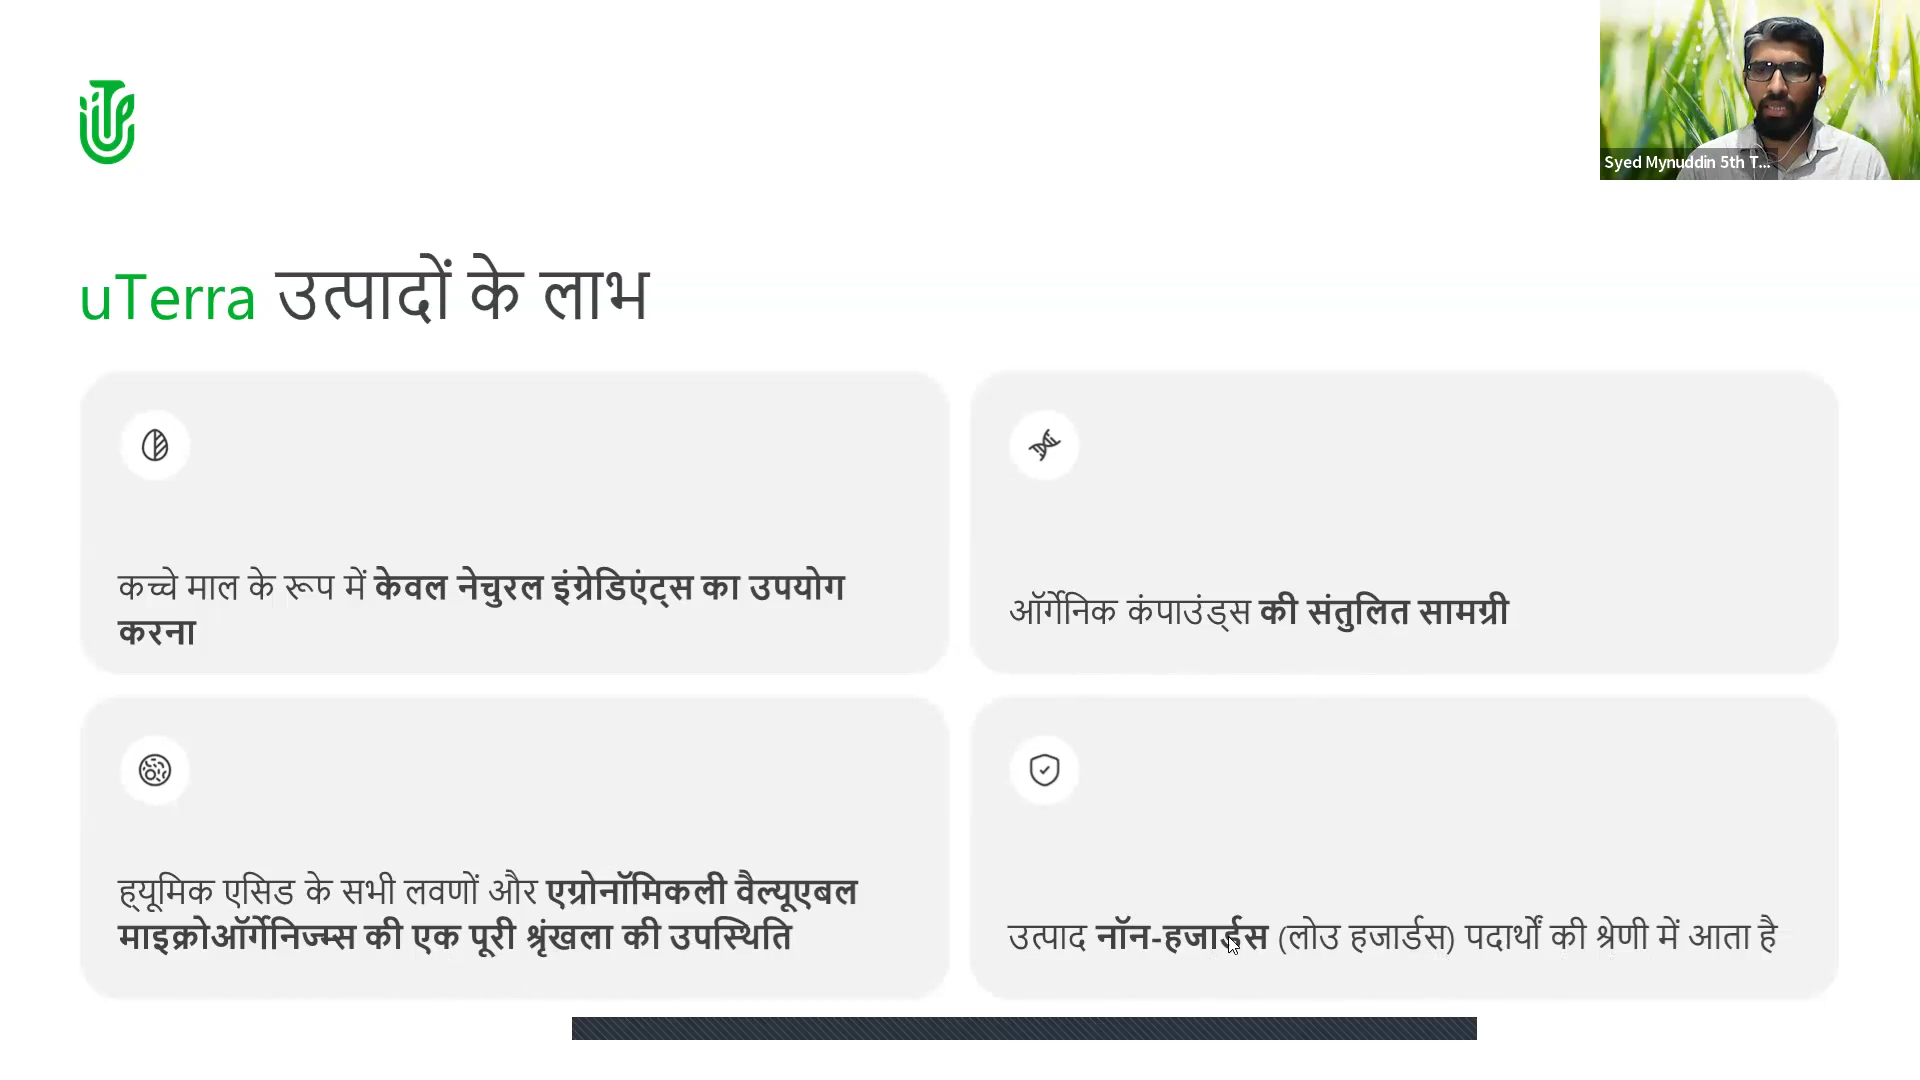 Syed Mynuddin 5th T...
uTerra उत्पादों के लाभ
कच्चे माल के रूप में केवल नेचुरल इंग्रेडिएंट्स का उपयोग
करना
ऑर्गेनिक कंपाउंड्स की संतुलित सामग्री
ह्यूमिक एसिड के सभी लवणों और एग्रोनॉमिकली वैल्यूएबल
माइक्रोऑर्गेनिज्म्स की एक पूरी श्रृंखला की उपस्थिति
उत्पाद नॉन-हजार्डस (लोउ हजार्डस) पदार्थों की श्रेणी में आता है